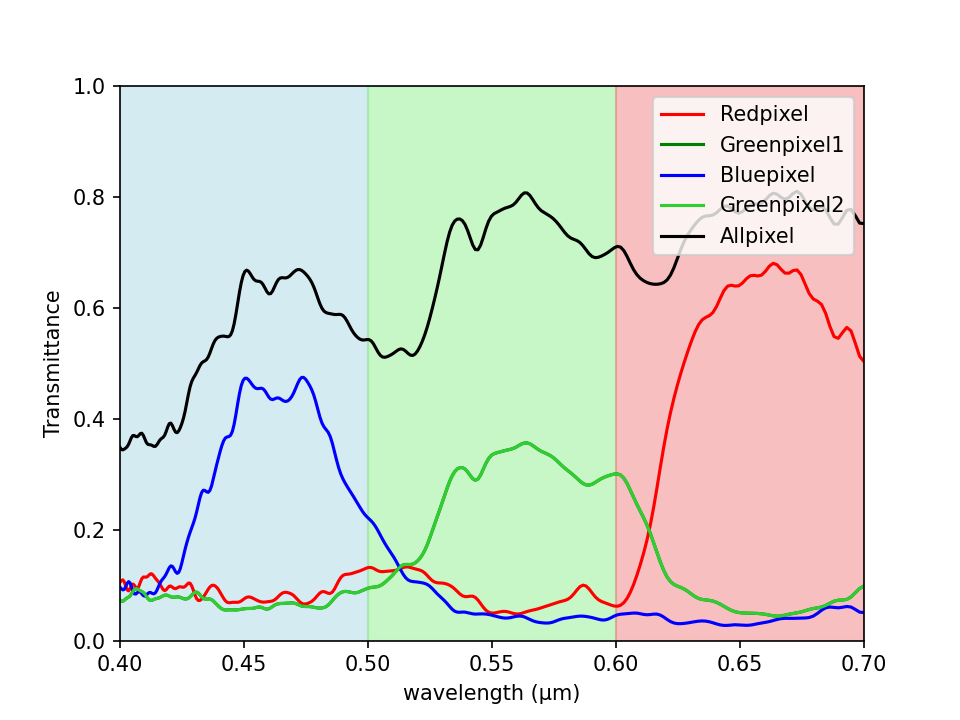 1.0
0.8
0.6
0.4
0.2
0.0
Transmittance
0.40
0.45
0.50
0.55
0.60
0.65
0.70
wavelength (μm)
Redpixel
Greenpixel1
Bluepixel
Greenpixel2
Allpixel